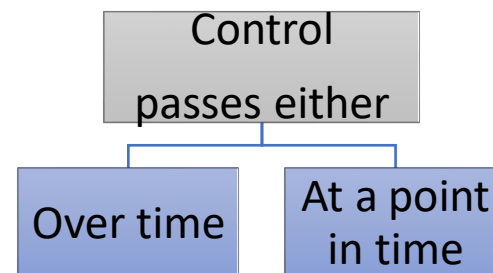 Control
passes either
Over time
At a point
in time